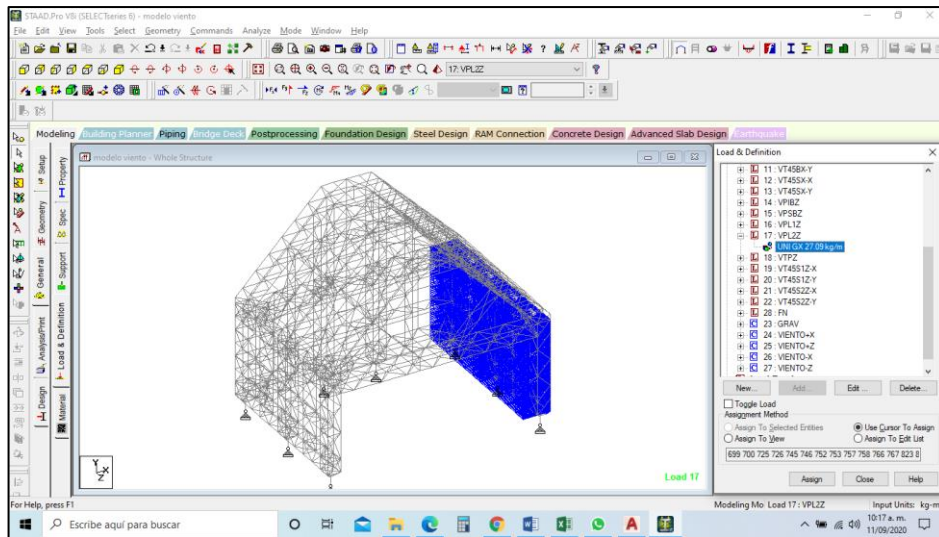 STAAD.Pro V8i (SELECTseries 6) - modelo viento
File Edit View Tools Select Geometry Commands Analyze Mode Window Help
17: VPL2Z
Modeling Building Planner Piping Bridge Deck Postprocessing Foundation Design Steel Design RAM Connection Concrete Design Advanced Slab Design Earthquake
Setup
Geometry
General
Analysis/Print
Design
Property
Spec
Support
Load & Definition
Material
modelo viento - Whole Structure
Y
X
Z
Load 17
Load & Definition
11 : VT45BX-Y
12 : VT45SX-X
13 : VT45SX-Y
14 : VPIBZ
15 : VPSBZ
16 : VPL1Z
17 : VPL2Z
UNI GX 27.09 kg/m
18 : VTPZ
19 : VT45S1Z-X
20 : VT45S1Z-Y
21 : VT45S2Z-X
22 : VT45S2Z-Y
28 : FN
23 : GRAV
24 : VIENTO+X
25 : VIENTO+Z
26 : VIENTO-X
27 : VIENTO-Z
New... Add... Edit ... Delete...
Toggle Load
Assignment Method
Assign To Selected Entities Use Cursor To Assign
Assign To View Assign To Edit List
699 700 725 726 745 746 752 753 757 758 766 767 823 8
Assign Close Help
For Help, press F1
Modeling Mo Load 17 : VPL2Z Input Units: kg-m
Escribe aquí para buscar
10:17 a. m.
11/09/2020